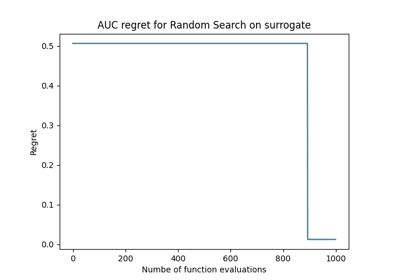 AUC regret for Random Search on surrogate
0.5
0.4
0.3
0.2
0.1
0.0
Regret
0 200 400 600 800 1000
Numbe of function evaluations